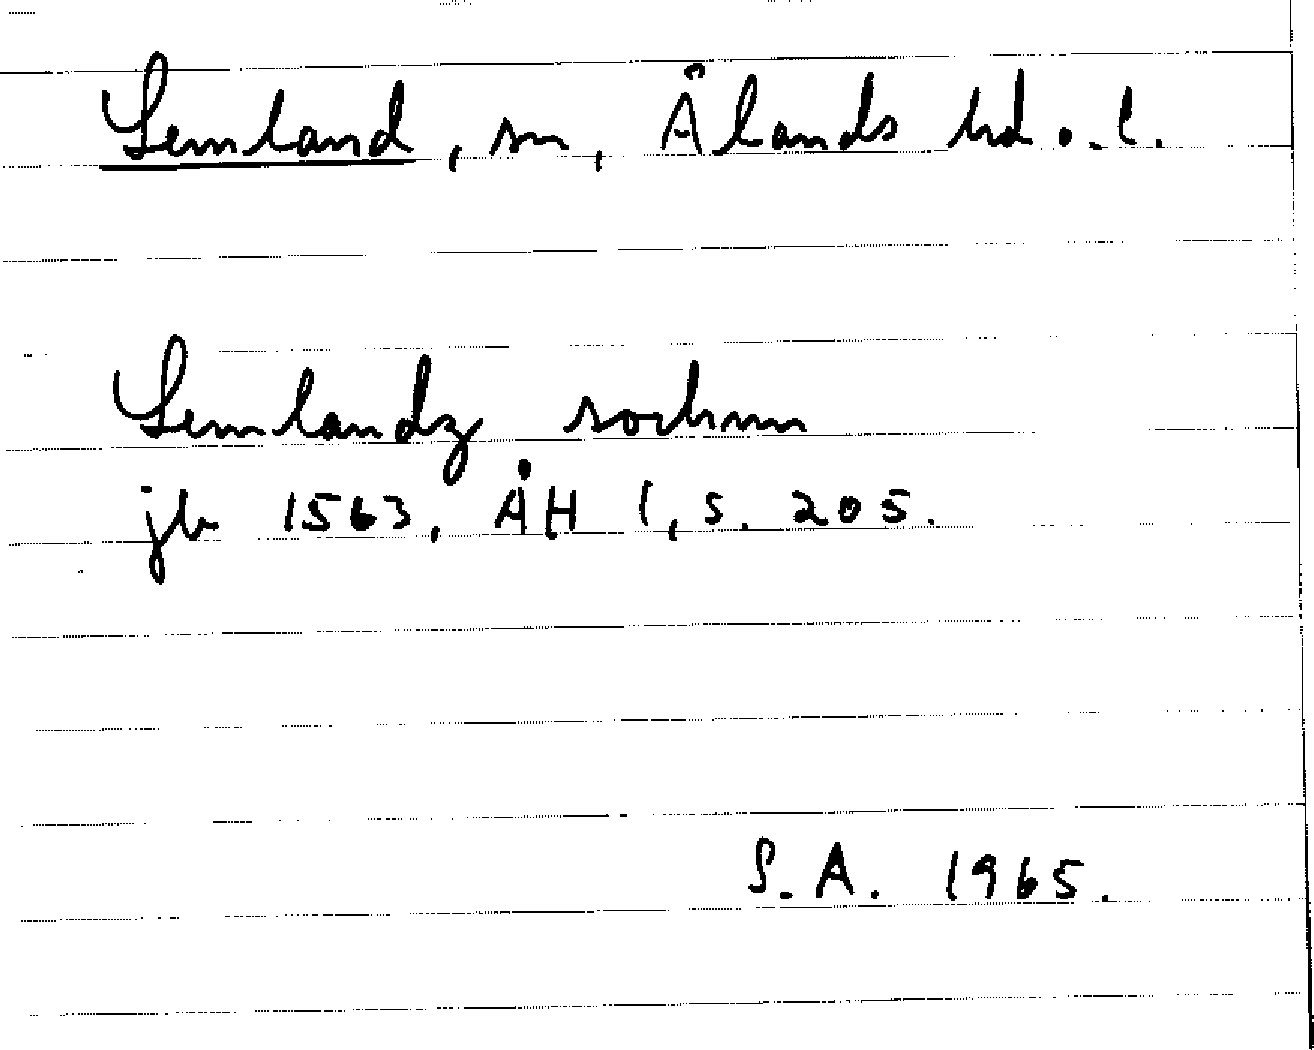 Lemland, sn, Ålands hd o. l.
Lemlandz sochnn
jb 1563, ÅH 1, s. 205.
S. A. 1965.